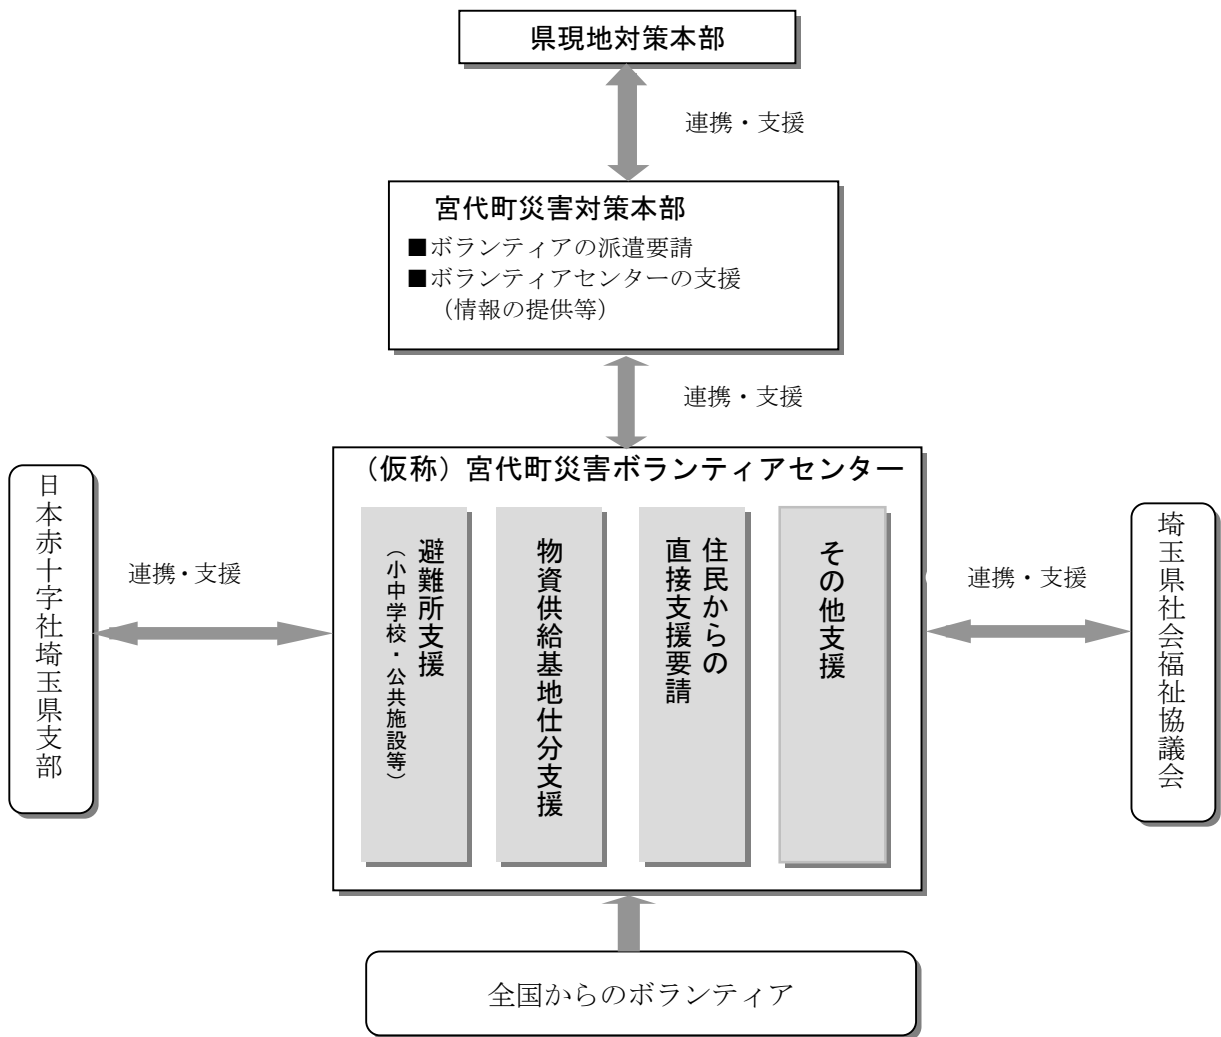 県現地対策本部
連携・支援
宮代町災害対策本部
■ボランティアの派遣要請
■ボランティアセンターの支援
（情報の提供等）
連携・支援
（仮称）宮代町災害ボランティアセンター
日本赤十字社埼玉県支部
連携・支援
避難所支援
（小中学校・公共施設等）
物資供給基地仕分支援
住民からの
直接支援要請
その他支援
連携・支援
埼玉県社会福祉協議会
全国からのボランティア